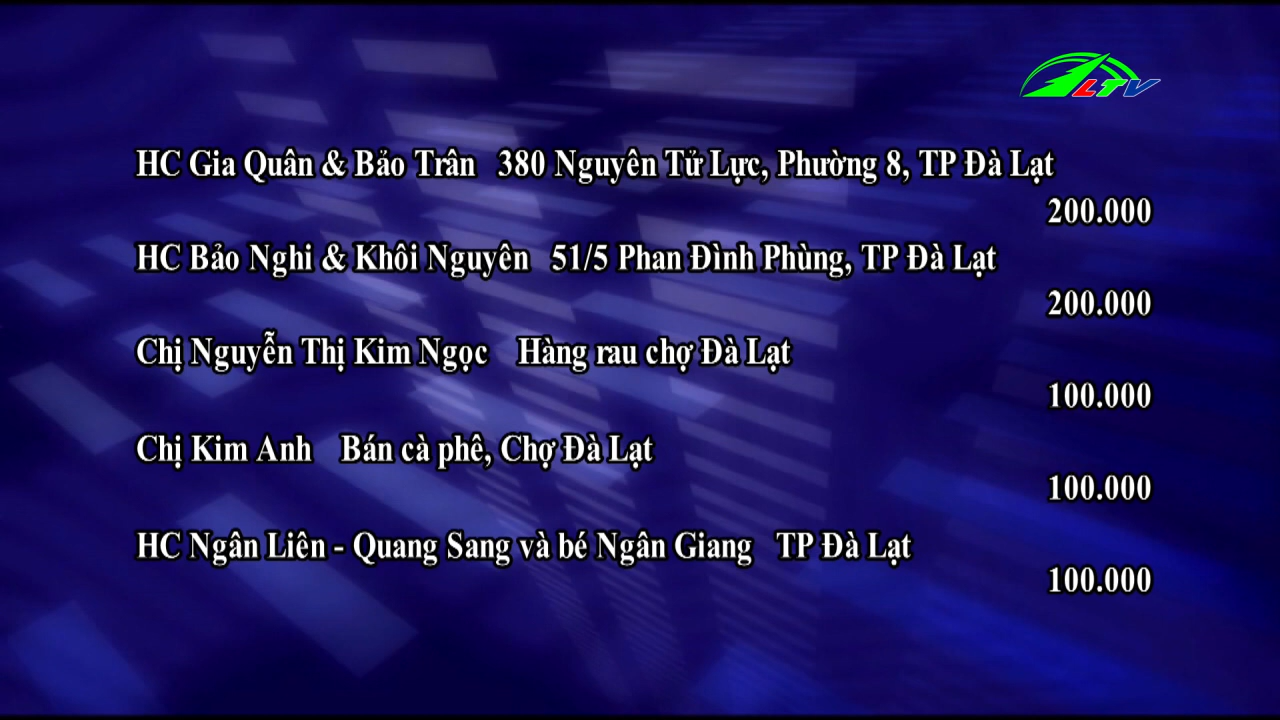 LTV
HC Gia Quân & Bảo Trân 380 Nguyên Tử Lực, Phường 8, TP Đà Lạt
200.000
HC Bảo Nghi & Khôi Nguyên 51/5 Phan Đình Phùng, TP Đà Lạt
200.000
Chị Nguyễn Thị Kim Ngọc Hàng rau chợ Đà Lạt
100.000
Chị Kim Anh Bán cà phê, Chợ Đà Lạt
100.000
HC Ngân Liên - Quang Sang và bé Ngân Giang TP Đà Lạt
100.000